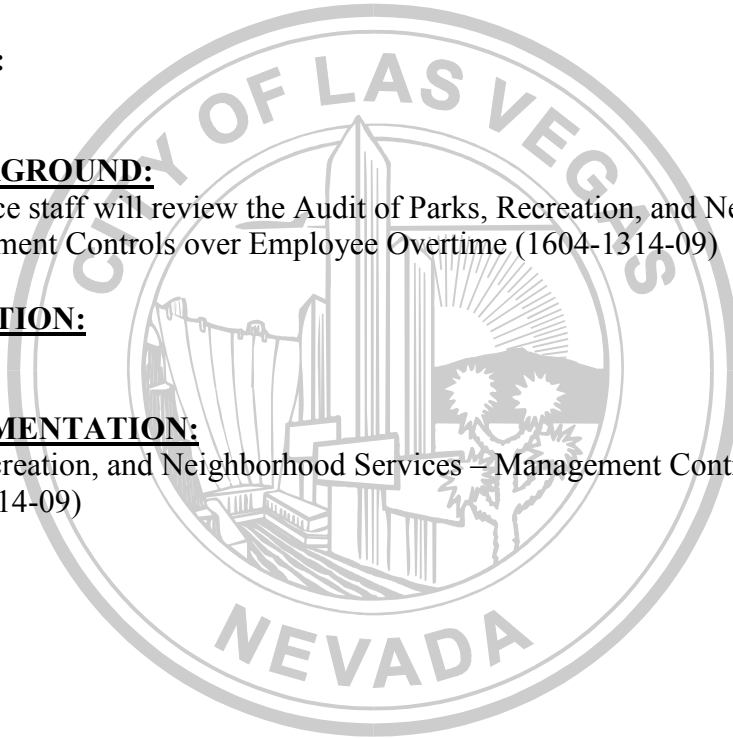 :
CITY OF LAS VEGAS
GROUND:
ce staff will review the Audit of Parks, Recreation, and Ne
ment Controls over Employee Overtime (1604-1314-09)
TION:
MENTATION:
creation, and Neighborhood Services – Management Cont
14-09)
NEVADA